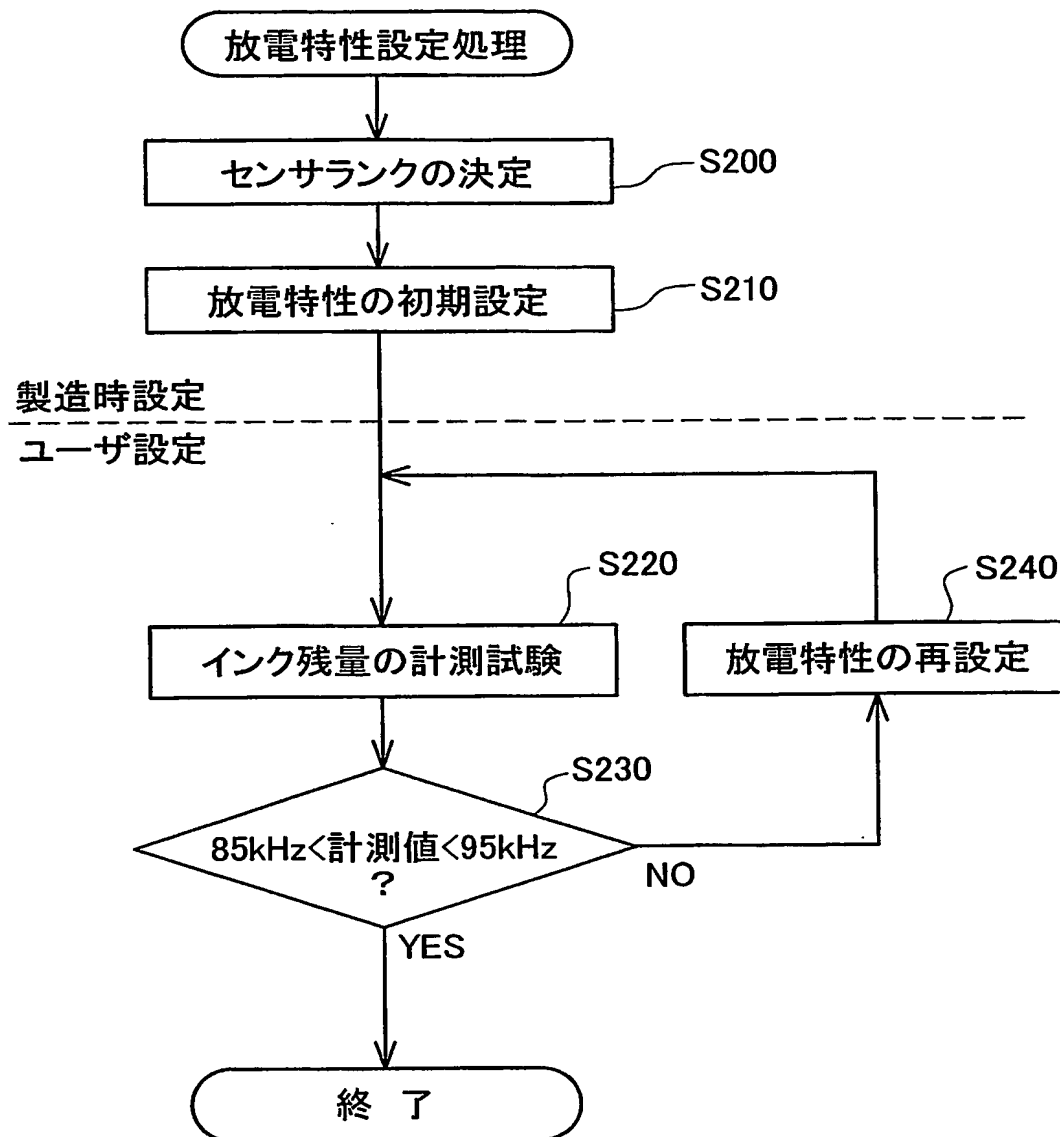 放電特性設定処理
センサランクの決定
S200
放電特性の初期設定
S210
製造時設定
ユーザ設定
S220
インク残量の計測試験
S240
放電特性の再設定
S230
85kHz<計測値<95kHz
?
NO
YES
終 了